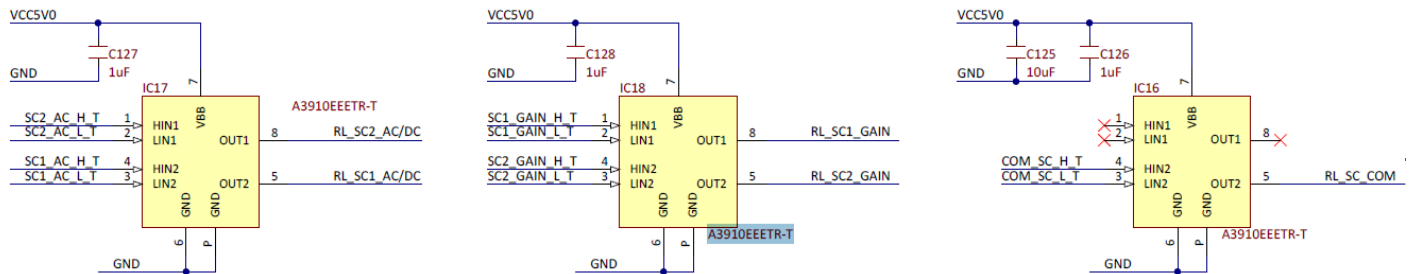 VCC5V0
C127
1uF
GND
7
IC17
A3910EEETR-T
VBB
SC2_AC_H_T 1 HIN1
SC2_AC_L_T 2 LIN1 OUT1 8 RL_SC2_AC/DC
SC1_AC_H_T 4 HIN2
SC1_AC_L_T 3 LIN2 OUT2 5 RL_SC1_AC/DC
GND GND
6 P
GND
VCC5V0
C128
1uF
GND
7
IC18
VBB
SC1_GAIN_H_T 1 HIN1
SC1_GAIN_L_T 2 LIN1 OUT1 8 RL_SC1_GAIN
SC2_GAIN_H_T 4 HIN2
SC2_GAIN_L_T 3 LIN2 OUT2 5 RL_SC2_GAIN
GND GND
A3910EEETR-T
6 P
GND
VCC5V0
C125 C126
10uF 1uF
GND
7
IC16
VBB
1 HIN1
2 LIN1 OUT1 8
COM_SC_H_T 4 HIN2
COM_SC_L_T 3 LIN2 OUT2 5 RL_SC_COM
GND GND
A3910EEETR-T
6 P
GND